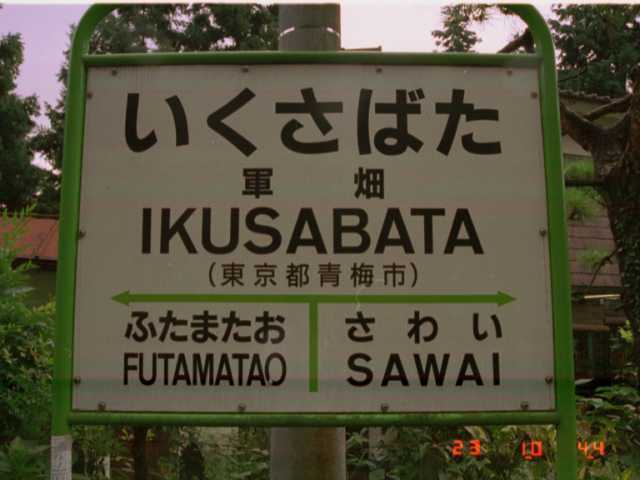 いくさばた
軍畑
IKUSABATA
（東京都青梅市）
ふたまたお さわい
FUTAMATAO SAWAI
23 10 44